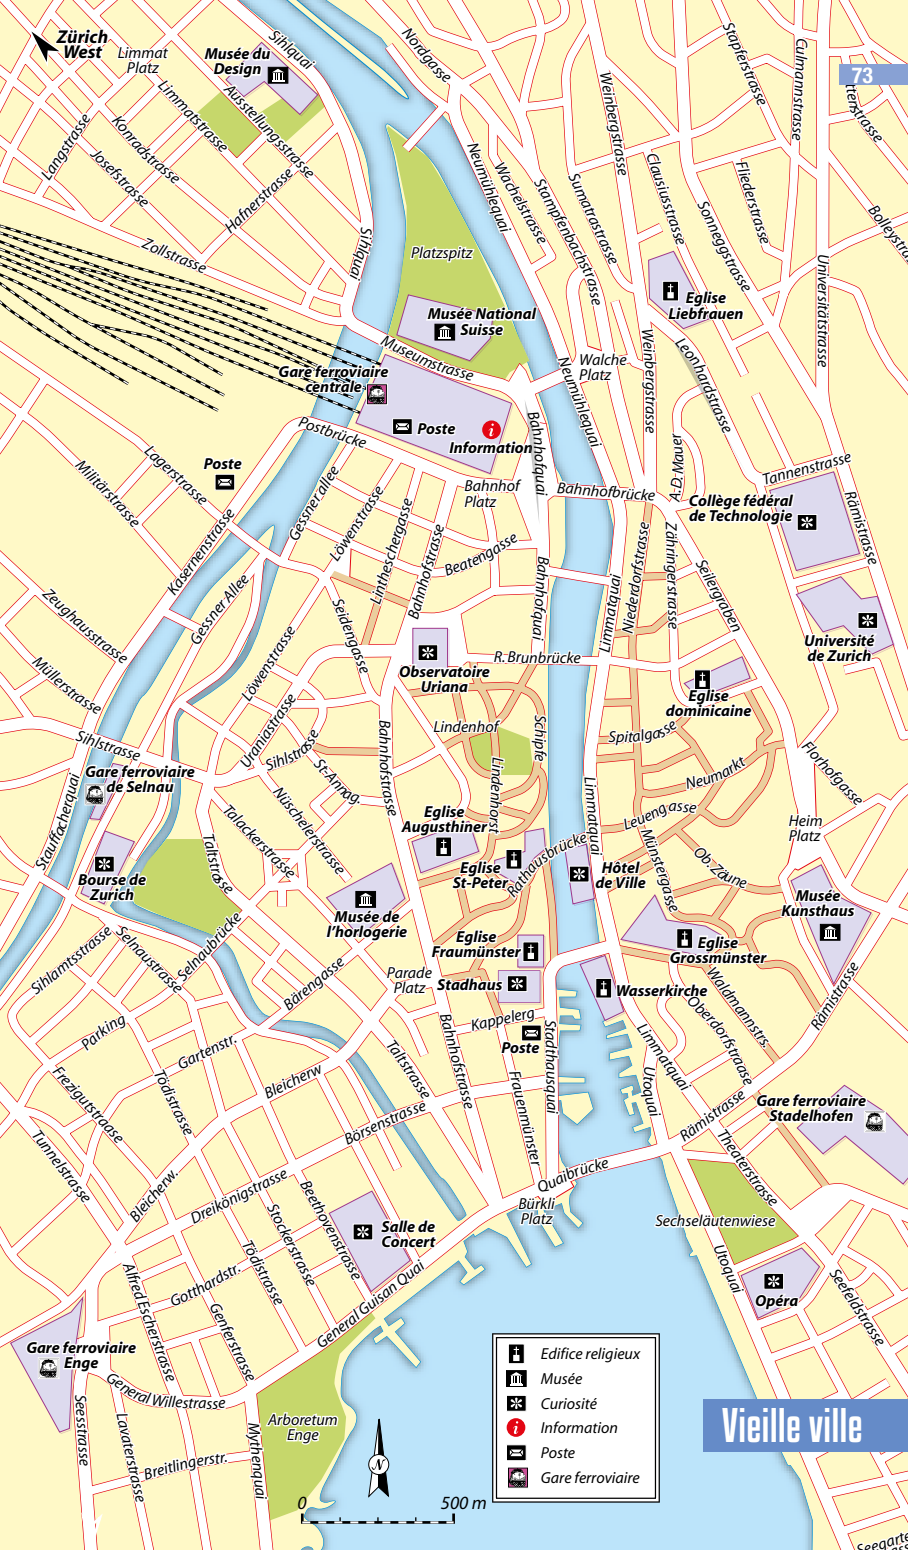 Zürich
West
Limmat
Platz
Musée du
Design
Sihlquai
Nordgasse
Stapferstrasse
Culmannstrasse
73
Langstrasse
Konradstrasse
Josefstrasse
Limmatstrasse
Ausstellungsstrasse
Hafnerstrasse
Zollstrasse
Sihlquai
Neumühlequai
Wachelstrasse
Stampfenbachstrasse
Sumatrastrasse
Weinbergstrasse
Clausiusstrasse
Sonneggstrasse
Fliederstrasse
Universitätstrasse
Platzspitz
Musée National
Suisse
Museumstrasse
Eglise
Liebfrauen
Leonhardstrasse
Weinbergstrasse
Walche
Platz
Neumühlequai
Gare ferroviaire
centrale
Poste
Information
Postbrücke
Bahnhof
Platz
Bahnhofquai
Bahnhofbrücke
A.-D. Manar
Tannenstrasse
Rämistrasse
Collège fédéral
de Technologie
Poste
Lagerstrasse
Militärstrasse
Kasernenstrasse
Gessnerallee
Löwenstrasse
Lintheschergasse
Bahnhofstrasse
Beatengasse
Bahnhofquai
Limmatquai
Niederdorfstrasse
Zähringerstrasse
Seilergraben
Zeughausstrasse
Müllerstrasse
Gessner Allee
Löwenstrasse
Seidengasse
Observatoire
Uriana
R. Brunbrücke
Université
de Zurich
Eglise
dominicaine
Spitalgasse
Neumarkt
Florhofgasse
Leuengasse
Heim
Platz
Sihlstrasse
Uraniastrasse
Sihlstrasse
St-Annag.
Bahnhofstrasse
Lindenhof
Lindenhofst
Schipfe
Limmatquai
Gare ferroviaire
de Selnau
Stauffacherquai
Bourse de
Zurich
Taltstrasse
Talackerstrasse
Nüschelerstrasse
Eglise
Augusthiner
Eglise
St-Peter
Rathausbrücke
Hôtel
de Ville
Münstergasse
Ob. Zäune
Musée
Kunsthaus
Musée de
l'horlogerie
Eglise
Fraumünster
Stadhaus
Eglise
Grossmünster
Wasserkirche
Waldmannstrs.
Oberdorfstraase
Rämistrasse
Sihlamtsstrasse
Selnaustrasse
Selnaubrücke
Bärengasse
Parade
Platz
Kappelerg
Poste
Parking
Gartenstr.
Bleicherw
Taltstrasse
Bahnhofstrasse
Frauenmünster
Stadthausquai
Limmatquai
Utoquai
Rämistrasse
Theaterstrasse
Gare ferroviaire
Stadelhofen
Frezigutstraase
Tunnelstrasse
Tödistrasse
Börsenstrasse
Bleicherw.
Dreikönigstrasse
Beethovenstrasse
Stockerstrasse
Tödistrasse
Gotthardstr.
Genferstrasse
Alfred Escherstrasse
Salle de
Concert
General Guisan Quai
Quaibrücke
Bürkli
Platz
Sechseläutenwiese
Utoquai
Opéra
Seefeldstrasse
Gare ferroviaire
Enge
Seesstrasse
General Willestrasse
Lavaterstrasse
Breitlingerstr.
Mythenquai
Arboretum
Enge
N
0 500 m
Edifice religieux
Musée
Curiosité
Information
Poste
Gare ferroviaire
Vieille ville